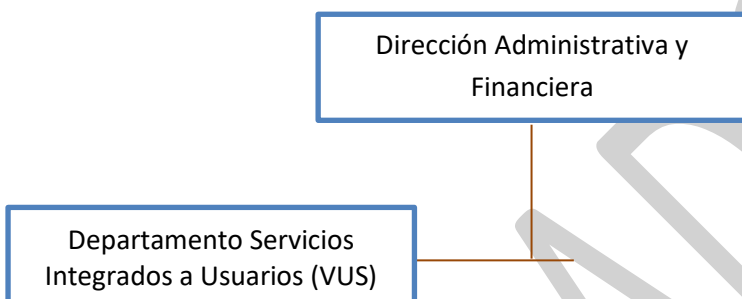 Dirección Administrativa y
Financiera
Departamento Servicios
Integrados a Usuarios (VUS)